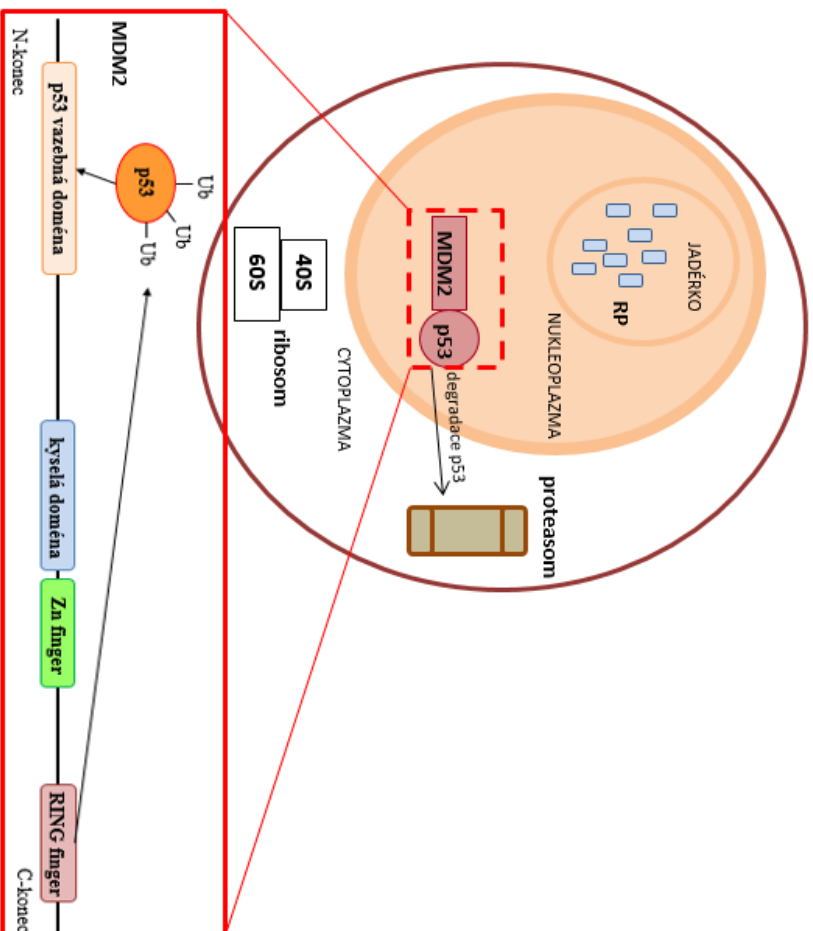 JADÉRKO
RP
NUKLEOPLAZMA
MDM2
p53
degradace p53
proteasom
CYTOPLAZMA
40S
60S
ribosom
Ub
Ub
Ub
p53
MDM2
p53 vazebná doména
kyselá doména
Zn finger
RING finger
N-konec
C-konec